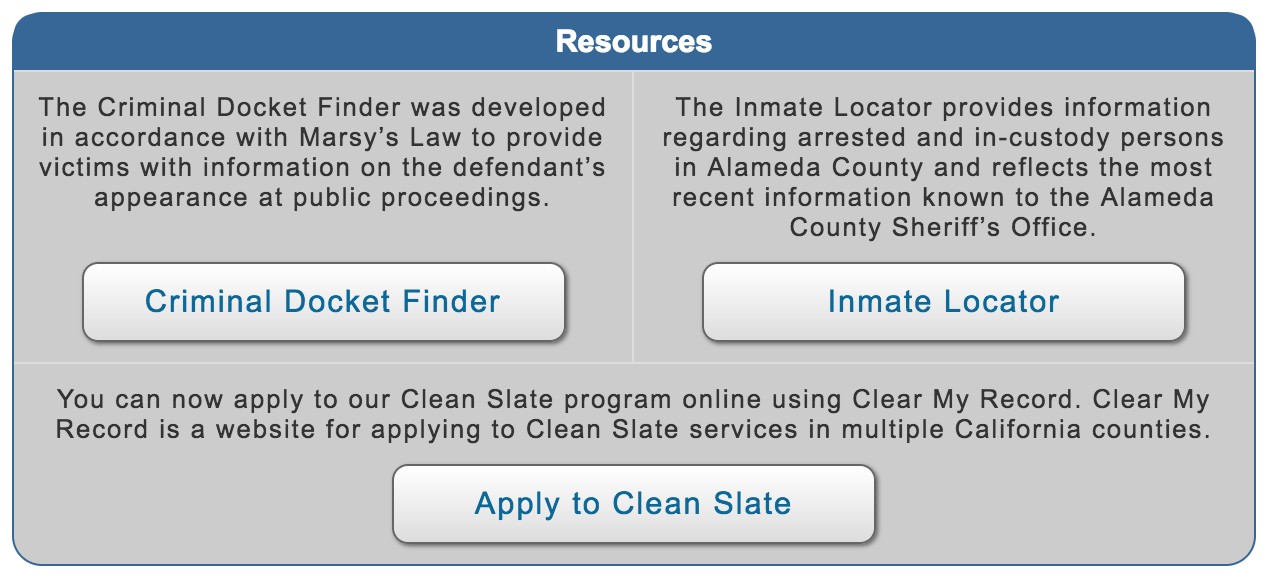 Resources
The Criminal Docket Finder was developed
in accordance with Marsy’s Law to provide
victims with information on the defendant’s
appearance at public proceedings.
Criminal Docket Finder
The Inmate Locator provides information
regarding arrested and in-custody persons
in Alameda County and reflects the most
recent information known to the Alameda
County Sheriff’s Office.
Inmate Locator
You can now apply to our Clean Slate program online using Clear My Record. Clear My
Record is a website for applying to Clean Slate services in multiple California counties.
Apply to Clean Slate